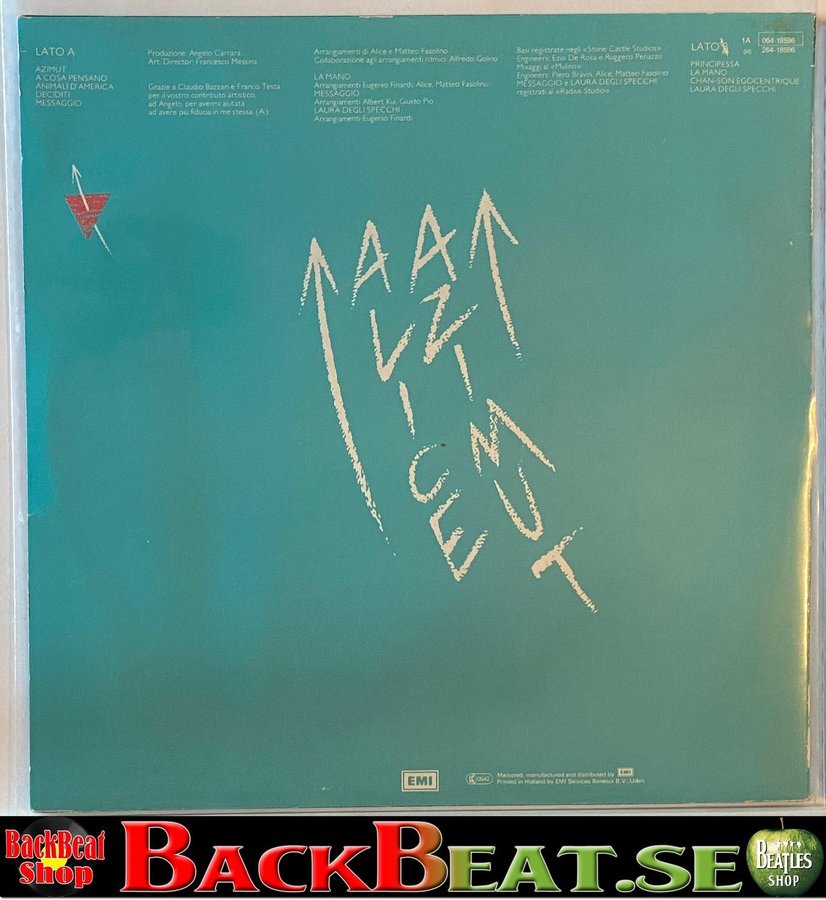 LATO A
AZIMUT
A COSA PENSANO
ANIMALI D'AMERICA
DECIDITI
MESSAGGIO
Produzione: Angelo Carrara
Art. Director: Francesco Messina
Grazie a Claudio Bazzari e Franco Testa
per il vostro contributo artistico.
ad Angelo, per avermi aiutata
ad avere più fiducia in me stessa. (A.)
Arrangiamenti di Alice e Matteo Fasolino
Collaborazione agli arrangiamenti ritmici: Alfredo Golino
LA MANO
Arrangiamenti Eugenio Finardi, Alice, Matteo Fasolino
MESSAGGIO
Arrangiamenti Albert Kui, Giusto Pio
LAURA DEGLI SPECCHI
Arrangiamenti Eugenio Finardi
Basi registrate negli «Stone Castle Studios»
Engineers: Ezio De Rosa e Ruggero Penazzo
Mixaggi al «Mulino»
Engineers: Piero Bravin, Alice, Matteo Fasolino
MESSAGGIO e LAURA DEGLI SPECCHI
registrati al «Radius Studio»
LATO
PRINCIPESSA
LA MANO
CHAN-SON EGOCENTRIQUE
LAURA DEGLI SPECCHI
1A 064-18596
264-18596
ALICE
AZIMUT
EMI
Marketed, manufactured and distributed by EMI
Printed in Holland by EMI Services Benelux B.V., Uden
BackBeat
Shop
BACKBEAT.SE
BEATLES
SHOP